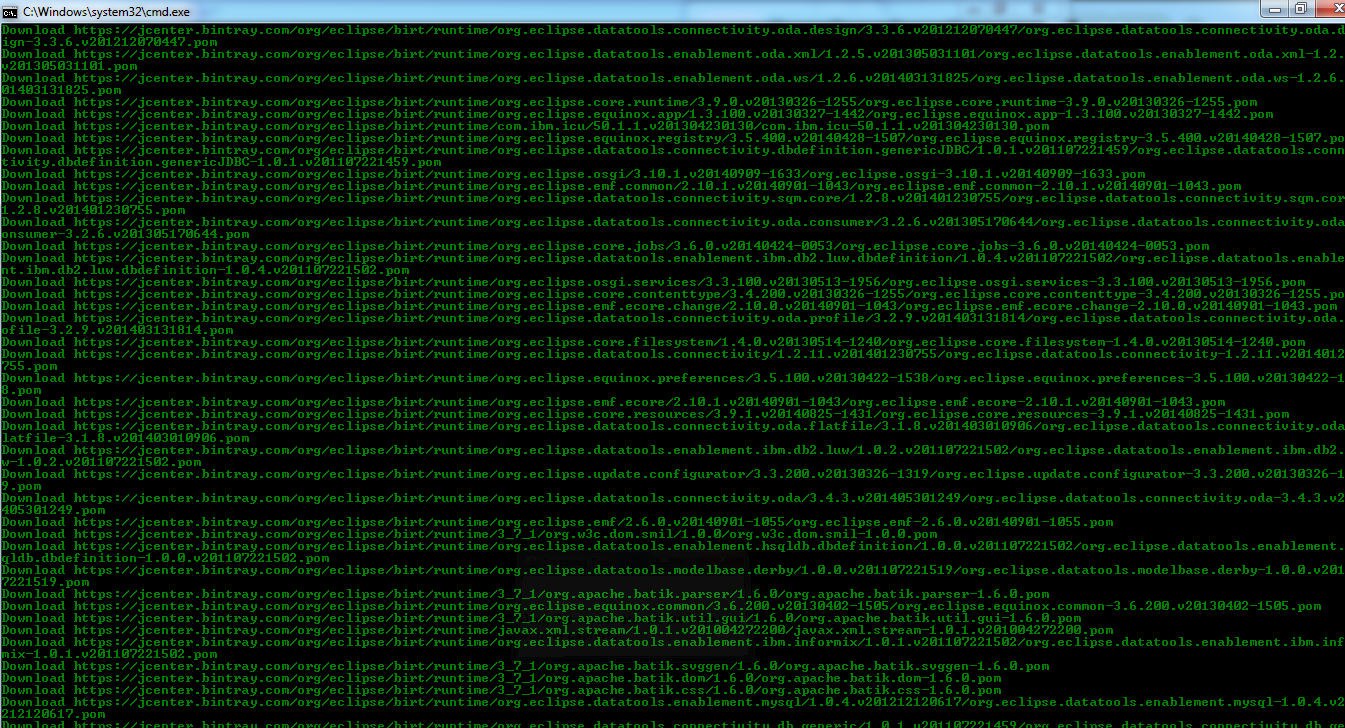 C:\Windows\system32\cmd.exe
Download https://jcenter.bintray.com/org/eclipse/birt/runtime/org.eclipse.datatools.connectivity.oda.design/3.3.6.v201212070447/org.eclipse.datatools.connectivity.oda.d
ign-3.3.6.v201212070447.pom
Download https://jcenter.bintray.com/org/eclipse/birt/runtime/org.eclipse.datatools.enablement.oda.xml/1.2.5.v201305031101/org.eclipse.datatools.enablement.oda.xml-1.2.
v201305031101.pom
Download https://jcenter.bintray.com/org/eclipse/birt/runtime/org.eclipse.datatools.enablement.oda.ws/1.2.6.v201403131825/org.eclipse.datatools.enablement.oda.ws-1.2.6.
01403131825.pom
Download https://jcenter.bintray.com/org/eclipse/birt/runtime/org.eclipse.core.runtime/3.9.0.v20130326-1255/org.eclipse.core.runtime-3.9.0.v20130326-1255.pom
Download https://jcenter.bintray.com/org/eclipse/birt/runtime/org.eclipse.equinox.app/1.3.100.v20130327-1442/org.eclipse.equinox.app-1.3.100.v20130327-1442.pom
Download https://jcenter.bintray.com/org/eclipse/birt/runtime/com.ibm.icu/50.1.1.v201304230130/com.ibm.icu-50.1.1.v201304230130.pom
Download https://jcenter.bintray.com/org/eclipse/birt/runtime/org.eclipse.equinox.registry/3.5.400.v20140428-1507/org.eclipse.equinox.registry-3.5.400.v20140428-1507.po
Download https://jcenter.bintray.com/org/eclipse/birt/runtime/org.eclipse.datatools.connectivity.dbdefinition.genericJDBC/1.0.1.v201107221459/org.eclipse.datatools.conn
tivity.dbdefinition.genericJDBC-1.0.1.v201107221459.pom
Download https://jcenter.bintray.com/org/eclipse/birt/runtime/org.eclipse.osgi/3.10.1.v20140909-1633/org.eclipse.osgi-3.10.1.v20140909-1633.pom
Download https://jcenter.bintray.com/org/eclipse/birt/runtime/org.eclipse.emf.common/2.10.1.v20140901-1043/org.eclipse.emf.common-2.10.1.v20140901-1043.pom
Download https://jcenter.bintray.com/org/eclipse/birt/runtime/org.eclipse.datatools.connectivity.sqm.core/1.2.8.v201401230755/org.eclipse.datatools.connectivity.sqm.cor
1.2.8.v201401230755.pom
Download https://jcenter.bintray.com/org/eclipse/birt/runtime/org.eclipse.datatools.connectivity.oda.consumer/3.2.6.v201305170644/org.eclipse.datatools.connectivity.oda
onsumer-3.2.6.v201305170644.pom
Download https://jcenter.bintray.com/org/eclipse/birt/runtime/org.eclipse.core.jobs/3.6.0.v20140424-0053/org.eclipse.core.jobs-3.6.0.v20140424-0053.pom
Download https://jcenter.bintray.com/org/eclipse/birt/runtime/org.eclipse.datatools.enablement.ibm.db2.luw.dbdefinition/1.0.4.v201107221502/org.eclipse.datatools.enable
nt.ibm.db2.luw.dbdefinition-1.0.4.v201107221502.pom
Download https://jcenter.bintray.com/org/eclipse/birt/runtime/org.eclipse.osgi.services/3.3.100.v20130513-1956/org.eclipse.osgi.services-3.3.100.v20130513-1956.pom
Download https://jcenter.bintray.com/org/eclipse/birt/runtime/org.eclipse.core.contenttype/3.4.200.v20130326-1255/org.eclipse.core.contenttype-3.4.200.v20130326-1255.po
Download https://jcenter.bintray.com/org/eclipse/birt/runtime/org.eclipse.emf.ecore.change/2.10.0.v20140901-1043/org.eclipse.emf.ecore.change-2.10.0.v20140901-1043.pom
Download https://jcenter.bintray.com/org/eclipse/birt/runtime/org.eclipse.datatools.connectivity.oda.profile/3.2.9.v201403131814/org.eclipse.datatools.connectivity.oda.
ofile-3.2.9.v201403131814.pom
Download https://jcenter.bintray.com/org/eclipse/birt/runtime/org.eclipse.core.filesystem/1.4.0.v20130514-1240/org.eclipse.core.filesystem-1.4.0.v20130514-1240.pom
Download https://jcenter.bintray.com/org/eclipse/birt/runtime/org.eclipse.datatools.connectivity/1.2.11.v201401230755/org.eclipse.datatools.connectivity-1.2.11.v2014012
755.pom
Download https://jcenter.bintray.com/org/eclipse/birt/runtime/org.eclipse.equinox.preferences/3.5.100.v20130422-1538/org.eclipse.equinox.preferences-3.5.100.v20130422-1
8.pom
Download https://jcenter.bintray.com/org/eclipse/birt/runtime/org.eclipse.emf.ecore/2.10.1.v20140901-1043/org.eclipse.emf.ecore-2.10.1.v20140901-1043.pom
Download https://jcenter.bintray.com/org/eclipse/birt/runtime/org.eclipse.core.resources/3.9.1.v20140825-1431/org.eclipse.core.resources-3.9.1.v20140825-1431.pom
Download https://jcenter.bintray.com/org/eclipse/birt/runtime/org.eclipse.datatools.connectivity.oda.flatfile/3.1.8.v201403010906/org.eclipse.datatools.connectivity.oda
latfile-3.1.8.v201403010906.pom
Download https://jcenter.bintray.com/org/eclipse/birt/runtime/org.eclipse.datatools.enablement.ibm.db2.luw/1.0.2.v201107221502/org.eclipse.datatools.enablement.ibm.db2.
w-1.0.2.v201107221502.pom
Download https://jcenter.bintray.com/org/eclipse/birt/runtime/org.eclipse.update.configurator/3.3.200.v20130326-1319/org.eclipse.update.configurator-3.3.200.v20130326-1
9.pom
Download https://jcenter.bintray.com/org/eclipse/birt/runtime/org.eclipse.datatools.connectivity.oda/3.4.3.v201405301249/org.eclipse.datatools.connectivity.oda-3.4.3.v2
405301249.pom
Download https://jcenter.bintray.com/org/eclipse/birt/runtime/org.eclipse.emf/2.6.0.v20140901-1055/org.eclipse.emf-2.6.0.v20140901-1055.pom
Download https://jcenter.bintray.com/org/eclipse/birt/runtime/3_7_1/org.w3c.dom.smil/1.0.0/org.w3c.dom.smil-1.0.0.pom
Download https://jcenter.bintray.com/org/eclipse/birt/runtime/org.eclipse.datatools.enablement.hsqldb.dbdefinition/1.0.0.v201107221502/org.eclipse.datatools.enablement.
qldb.dbdefinition-1.0.0.v201107221502.pom
Download https://jcenter.bintray.com/org/eclipse/birt/runtime/org.eclipse.datatools.modelbase.derby/1.0.0.v201107221519/org.eclipse.datatools.modelbase.derby-1.0.0.v201
7221519.pom
Download https://jcenter.bintray.com/org/eclipse/birt/runtime/3_7_1/org.apache.batik.parser/1.6.0/org.apache.batik.parser-1.6.0.pom
Download https://jcenter.bintray.com/org/eclipse/birt/runtime/org.eclipse.equinox.common/3.6.200.v20130402-1505/org.eclipse.equinox.common-3.6.200.v20130402-1505.pom
Download https://jcenter.bintray.com/org/eclipse/birt/runtime/3_7_1/org.apache.batik.util.gui/1.6.0/org.apache.batik.util.gui-1.6.0.pom
Download https://jcenter.bintray.com/org/eclipse/birt/runtime/javax.xml.stream/1.0.1.v201004272200/javax.xml.stream-1.0.1.v201004272200.pom
Download https://jcenter.bintray.com/org/eclipse/birt/runtime/org.eclipse.datatools.enablement.ibm.informix/1.0.1.v201107221502/org.eclipse.datatools.enablement.ibm.inf
mix-1.0.1.v201107221502.pom
Download https://jcenter.bintray.com/org/eclipse/birt/runtime/3_7_1/org.apache.batik.svggen/1.6.0/org.apache.batik.svggen-1.6.0.pom
Download https://jcenter.bintray.com/org/eclipse/birt/runtime/3_7_1/org.apache.batik.dom/1.6.0/org.apache.batik.dom-1.6.0.pom
Download https://jcenter.bintray.com/org/eclipse/birt/runtime/3_7_1/org.apache.batik.css/1.6.0/org.apache.batik.css-1.6.0.pom
Download https://jcenter.bintray.com/org/eclipse/birt/runtime/org.eclipse.datatools.enablement.mysql/1.0.4.v201212120617/org.eclipse.datatools.enablement.mysql-1.0.4.v2
212120617.pom
Download https://jcenter.bintray.com/org/eclipse/birt/runtime/org.eclipse.datatools.connectivity.db.generic/1.0.1.v201107221459/org.eclipse.datatools.connectivity.db.ge